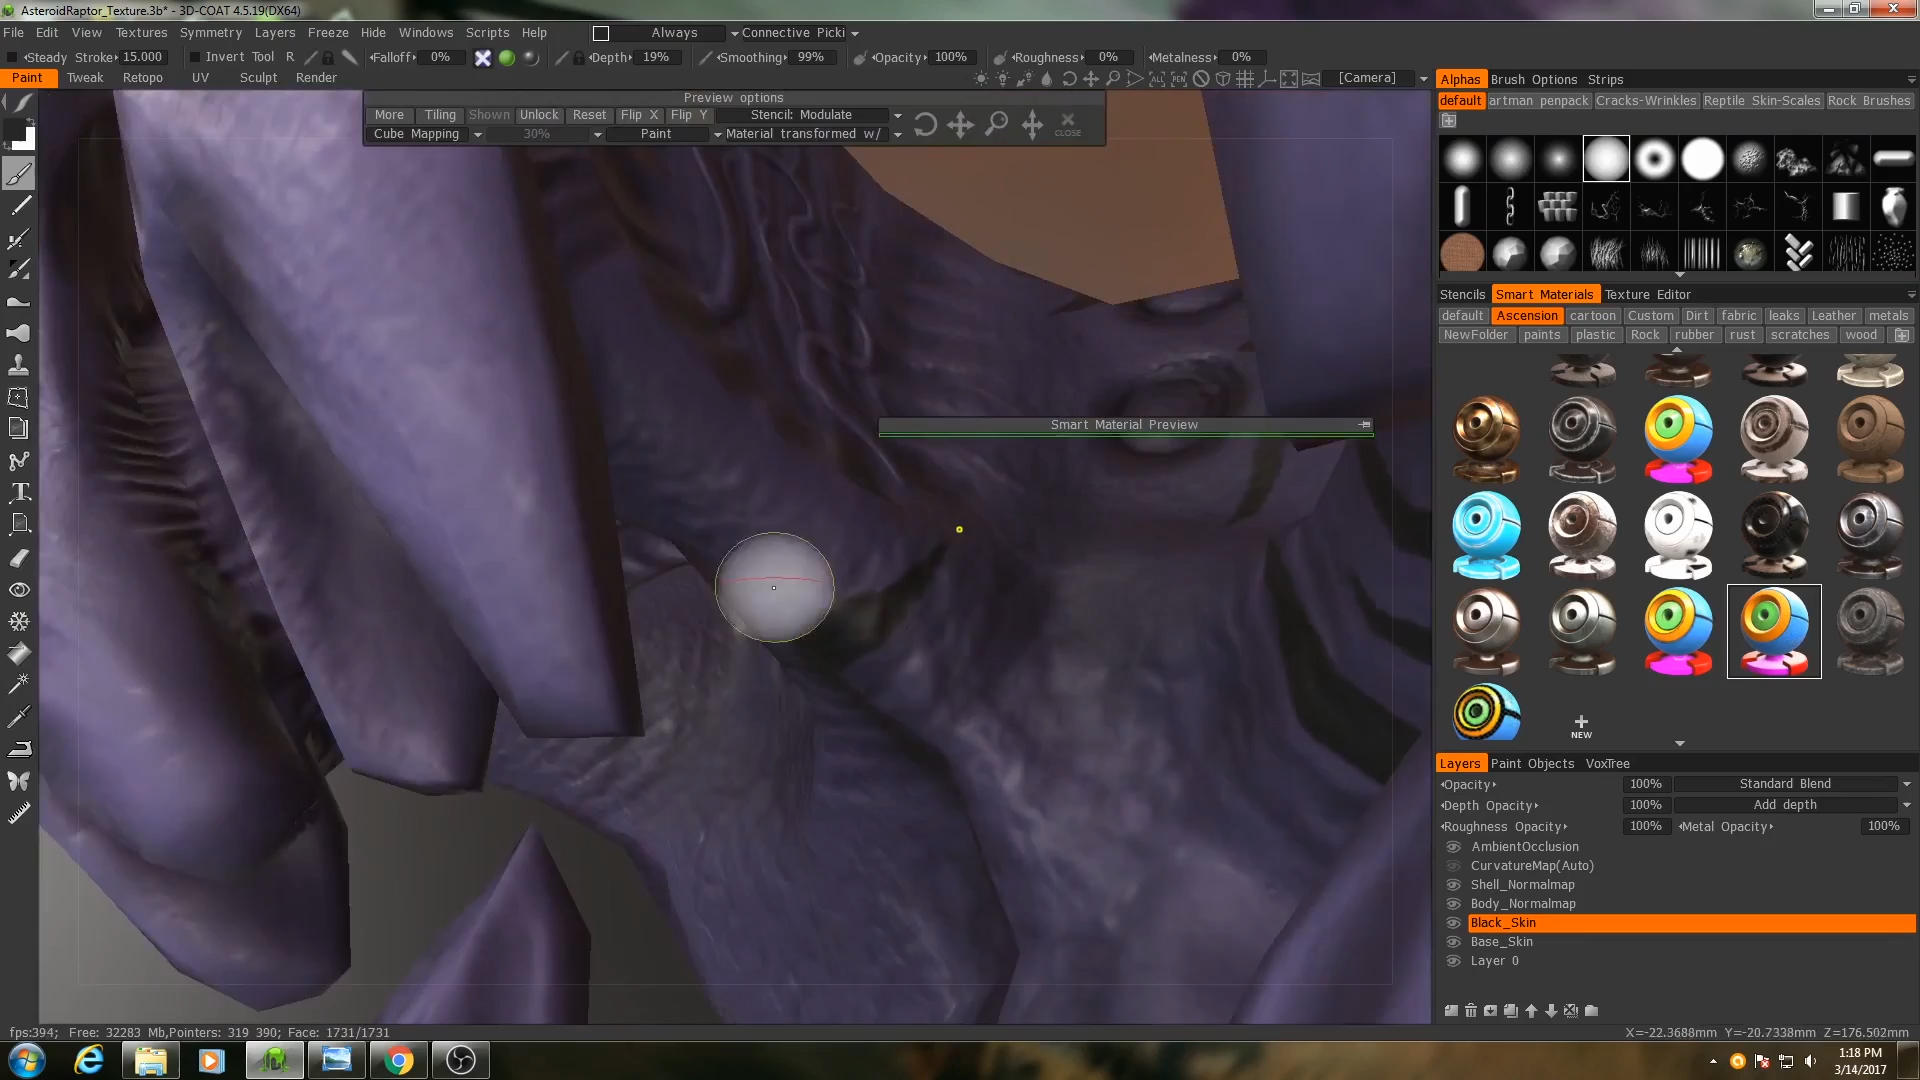 AsteroidRaptor_Texture.3b* - 3D-COAT 4.5.19(DX64)
File Edit View Textures Symmetry Layers Freeze Hide Windows Scripts Help Always Connective Picki
Steady Stroke 15.000 Invert Tool R Falloff 0% Depth 19% Smoothing 99% Opacity 100% Roughness 0% Metalness 0%
Paint Tweak Retopo UV Sculpt Render [Camera]
Preview options
More Tiling Shown Unlock Reset Flip X Flip Y Stencil: Modulate
Cube Mapping 30% Paint Material transformed w/ CLOSE
Alphas Brush Options Strips
default artman penpack Cracks-Wrinkles Reptile Skin-Scales Rock Brushes
Stencils Smart Materials Texture Editor
default Ascension cartoon Custom Dirt fabric leaks Leather metals
NewFolder paints plastic Rock rubber rust scratches wood
Smart Material Preview
NEW
Layers Paint Objects VoxTree
Opacity 100% Standard Blend
Depth Opacity 100% Add depth
Roughness Opacity 100% Metal Opacity 100%
AmbientOcclusion
CurvatureMap(Auto)
Shell_Normalmap
Body_Normalmap
Black_Skin
Base_Skin
Layer 0
fps:394; Free: 32283 Mb,Pointers: 319 390; Face: 1731/1731 X=-22.3688mm Y=-20.7338mm Z=176.502mm
1:18 PM
3/14/2017